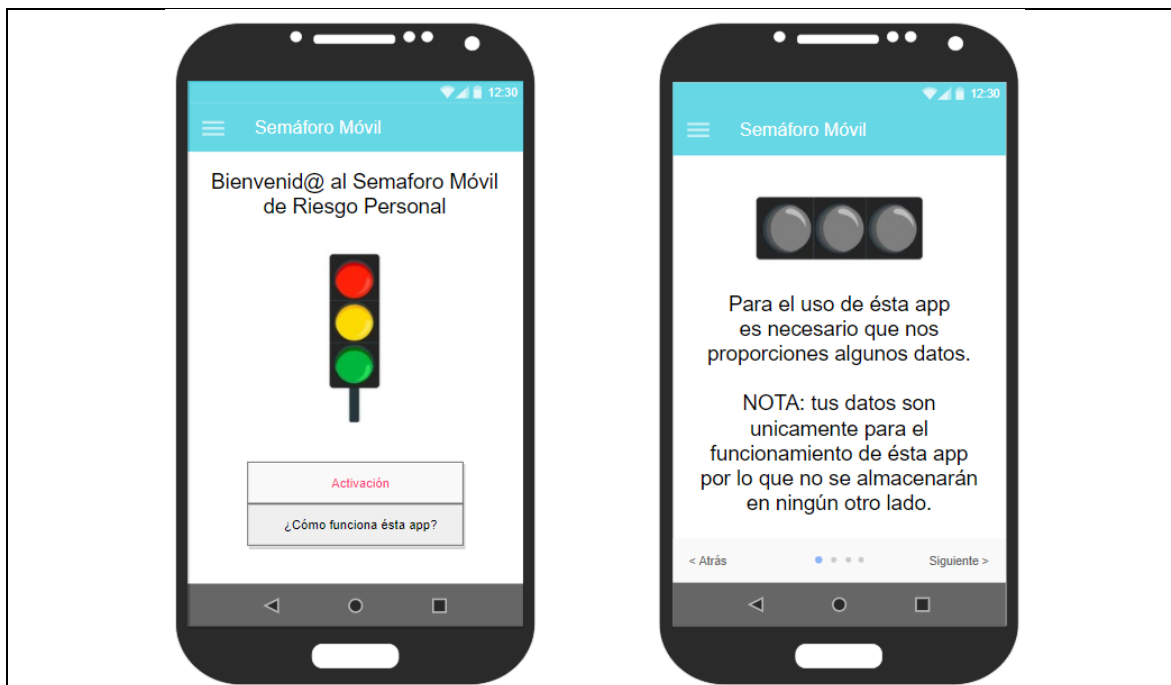 12:30
Semáforo Móvil
Bienvenid@ al Semaforo Móvil
de Riesgo Personal
Activación
¿Cómo funciona ésta app?
12:30
Semáforo Móvil
Para el uso de ésta app
es necesario que nos
proporciones algunos datos.
NOTA: tus datos son
unicamente para el
funcionamiento de ésta app
por lo que no se almacenarán
en ningún otro lado.
< Atrás
Siguiente >